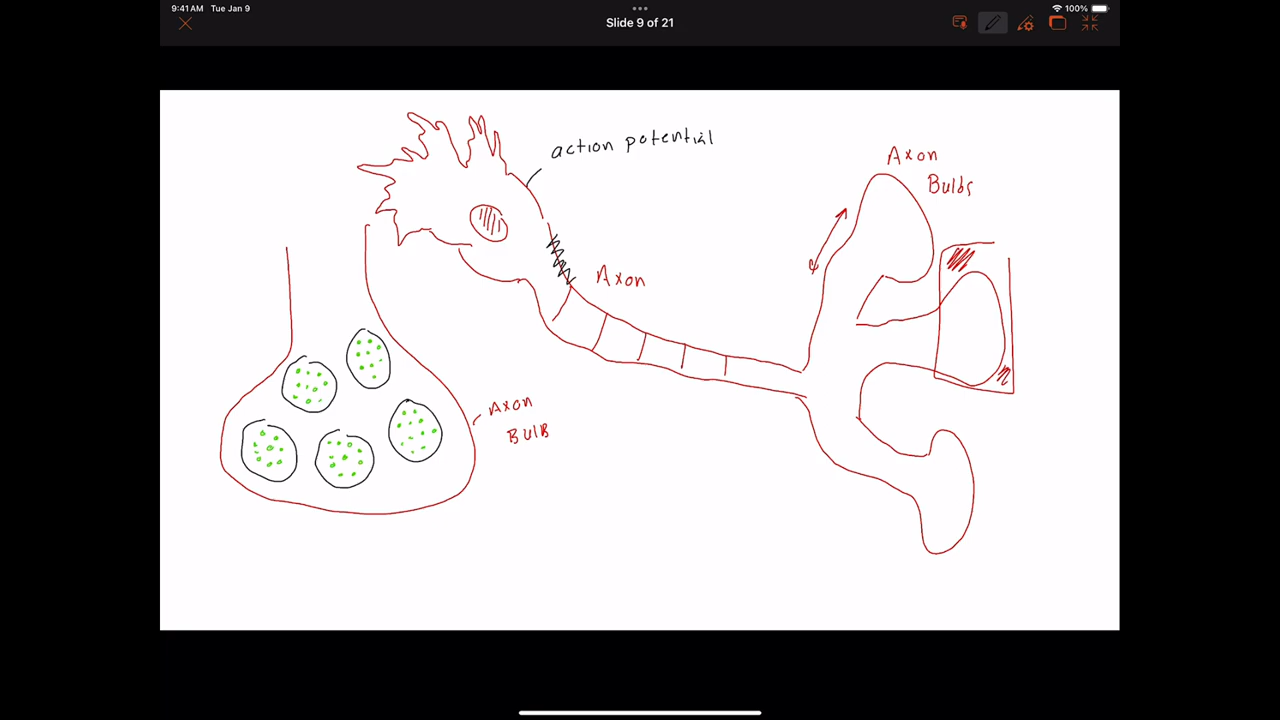 9:41 AM Tue Jan 9
100%
Slide 9 of 21
action potential
Axon
Bulbs
Axon
Axon
BulB